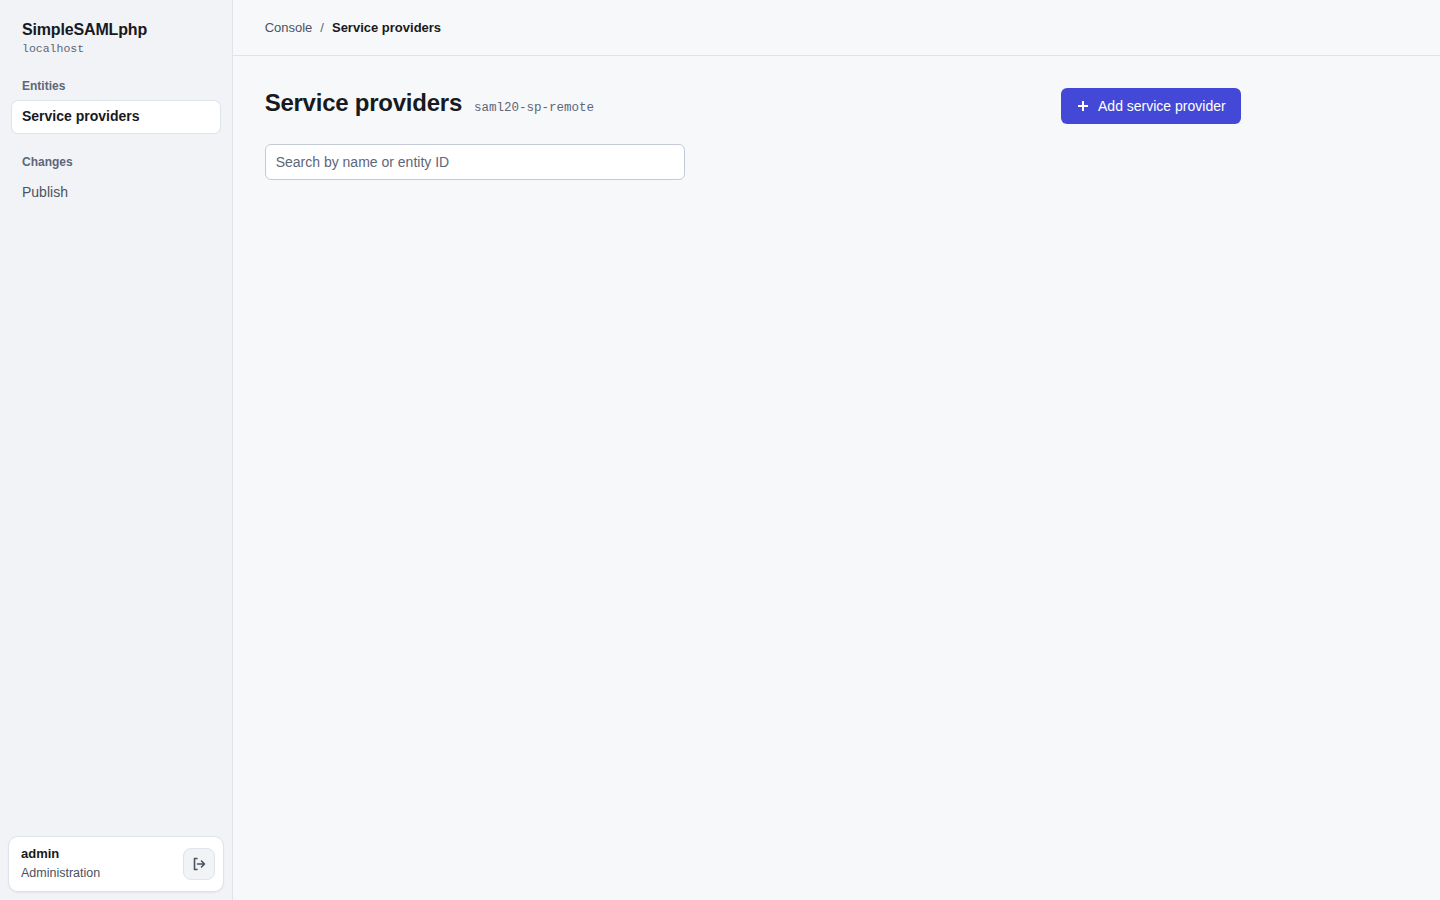 SimpleSAMLphp
localhost
Entities
Service providers
Changes
Publish
admin
Administration
Console / Service providers
Service providers saml20-sp-remote
Add service provider
Search by name or entity ID